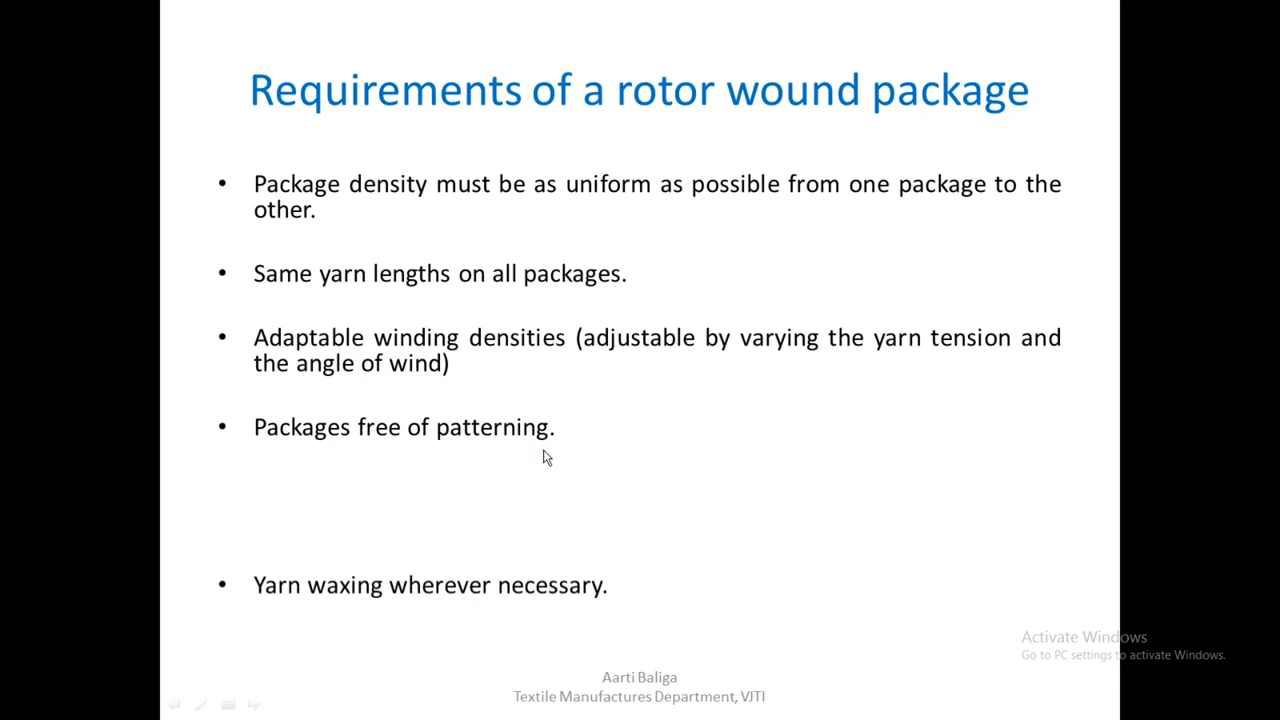 Requirements of a rotor wound package
• Package density must be as uniform as possible from one package to the
other.
• Same yarn lengths on all packages.
• Adaptable winding densities (adjustable by varying the yarn tension and
the angle of wind)
• Packages free of patterning.
• Yarn waxing wherever necessary.
Activate Windows
Go to PC settings to activate Windows.
Aarti Baliga
Textile Manufactures Department, VJTI